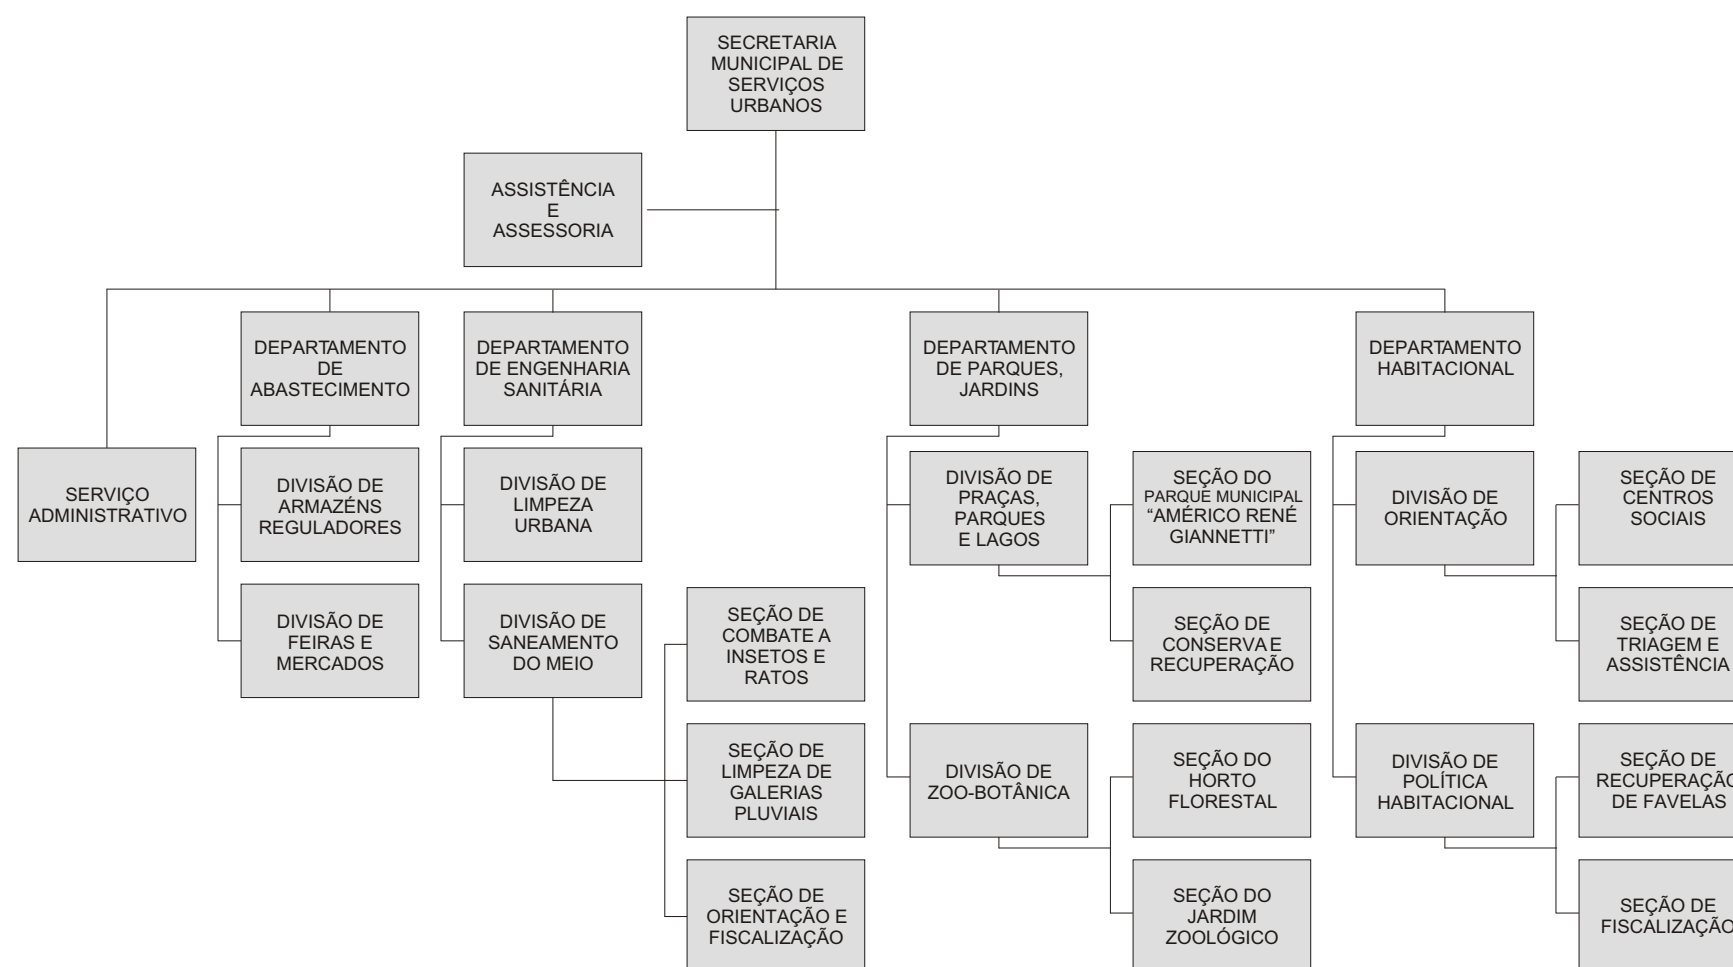 SECRETARIA
MUNICIPAL DE
SERVIÇOS
URBANOS
ASSISTÊNCIA
E
ASSESSORIA
DEPARTAMENTO
DE
ABASTECIMENTO
DEPARTAMENTO
DE ENGENHARIA
SANITÁRIA
DEPARTAMENTO
DE PARQUES,
JARDINS
DEPARTAMENTO
HABITACIONAL
SERVIÇO
ADMINISTRATIVO
DIVISÃO DE
ARMAZÉNS
REGULADORES
DIVISÃO DE
LIMPEZA
URBANA
DIVISÃO DE
PRAÇAS,
PARQUES
E LAGOS
SEÇÃO DO
PARQUE MUNICIPAL
“AMÉRICO RENÉ
GIANNETTI”
DIVISÃO DE
ORIENTAÇÃO
SEÇÃO DE
CENTROS
SOCIAIS
DIVISÃO DE
FEIRAS E
MERCADOS
DIVISÃO DE
SANEAMENTO
DO MEIO
SEÇÃO DE
COMBATE A
INSETOS E
RATOS
SEÇÃO DE
CONSERVA E
RECUPERAÇÃO
SEÇÃO DE
TRIAGEM E
ASSISTÊNCIA
SEÇÃO DE
LIMPEZA DE
GALERIAS
PLUVIAIS
DIVISÃO DE
ZOO-BOTÂNICA
SEÇÃO DO
HORTO
FLORESTAL
DIVISÃO DE
POLÍTICA
HABITACIONAL
SEÇÃO DE
RECUPERAÇÃO
DE FAVELAS
SEÇÃO DE
ORIENTAÇÃO E
FISCALIZAÇÃO
SEÇÃO DO
JARDIM
ZOOLÓGICO
SEÇÃO DE
FISCALIZAÇÃO